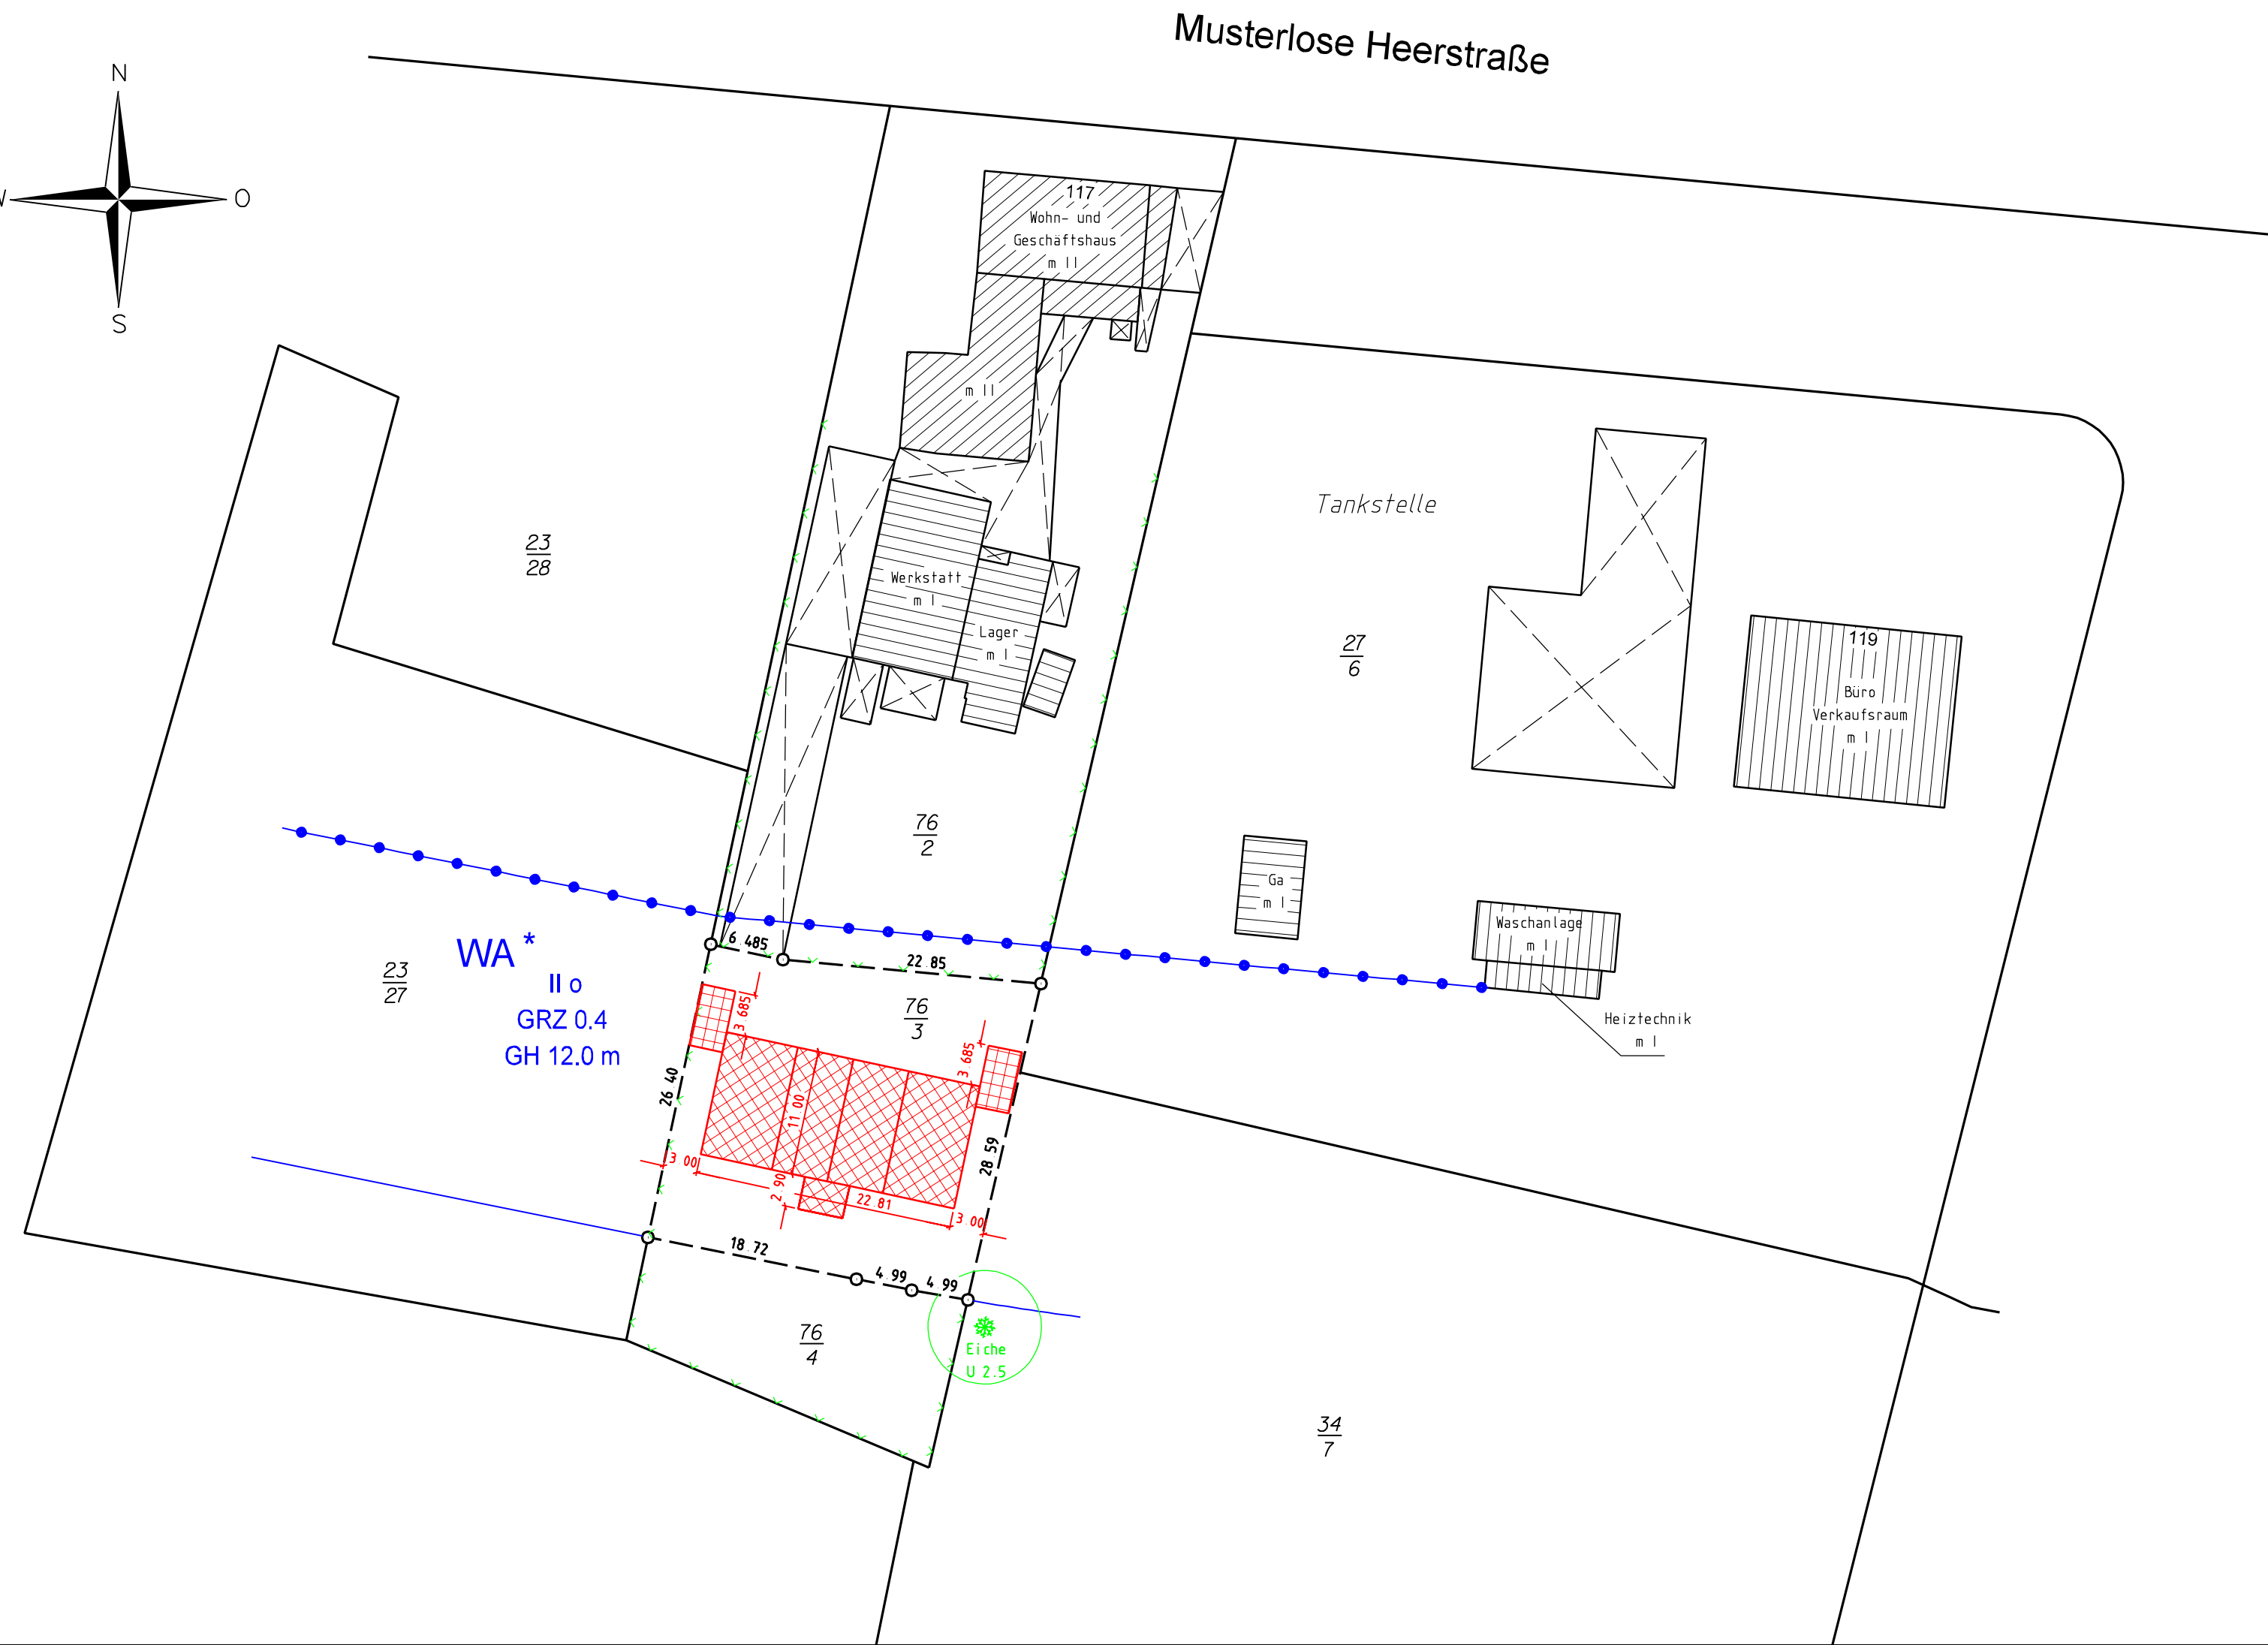 Musterlose Heerstraße
N
O
S
117
Wohn- und
Geschäftshaus
m II
m II
Tankstelle
23
28
Werkstatt
m I
Lager
m I
27
6
119
Büro
Verkaufsraum
m I
76
2
Ga
m I
Waschanlage
m I
WA *
II o
GRZ 0.4
GH 12.0 m
23
27
6.485
22.85
76
3
Heiztechnik
m I
3.685
3.685
26.40
11.00
28.59
3.00
2.90
22.81
3.00
18.72
4.99
4.99
76
4
Eiche
U 2.5
34
7